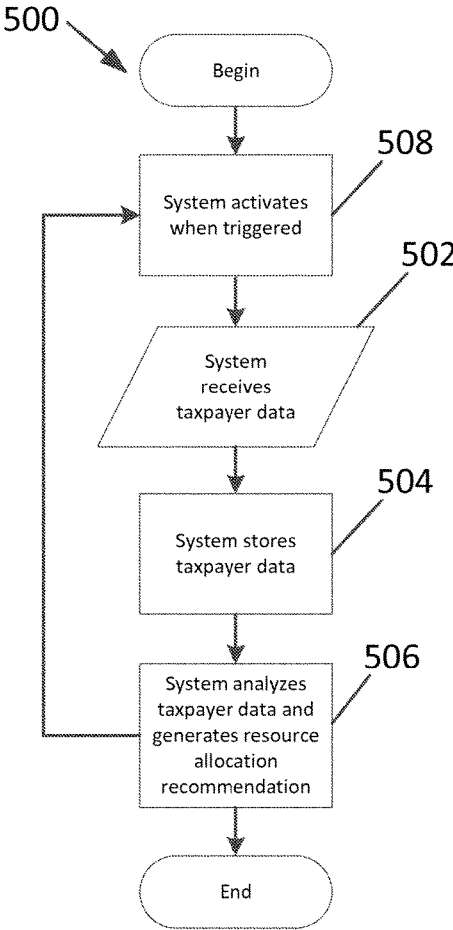 500
Begin
508
System activates
when triggered
502
System
receives
taxpayer data
504
System stores
taxpayer data
506
System analyzes
taxpayer data and
generates resource
allocation
recommendation
End